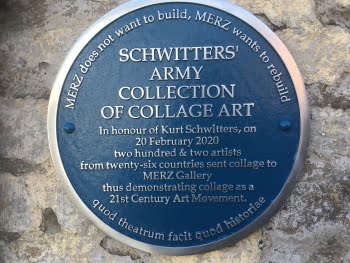 MERZ does not want to build, MERZ wants to rebuild
SCHWITTERS'
ARMY
COLLECTION
OF COLLAGE ART
In honour of Kurt Schwitters, on
20 February 2020
two hundred & two artists
from twenty-six countries sent collage to
MERZ Gallery
thus demonstrating collage as a
21st Century Art Movement.
quod theatrum facit quod historiae